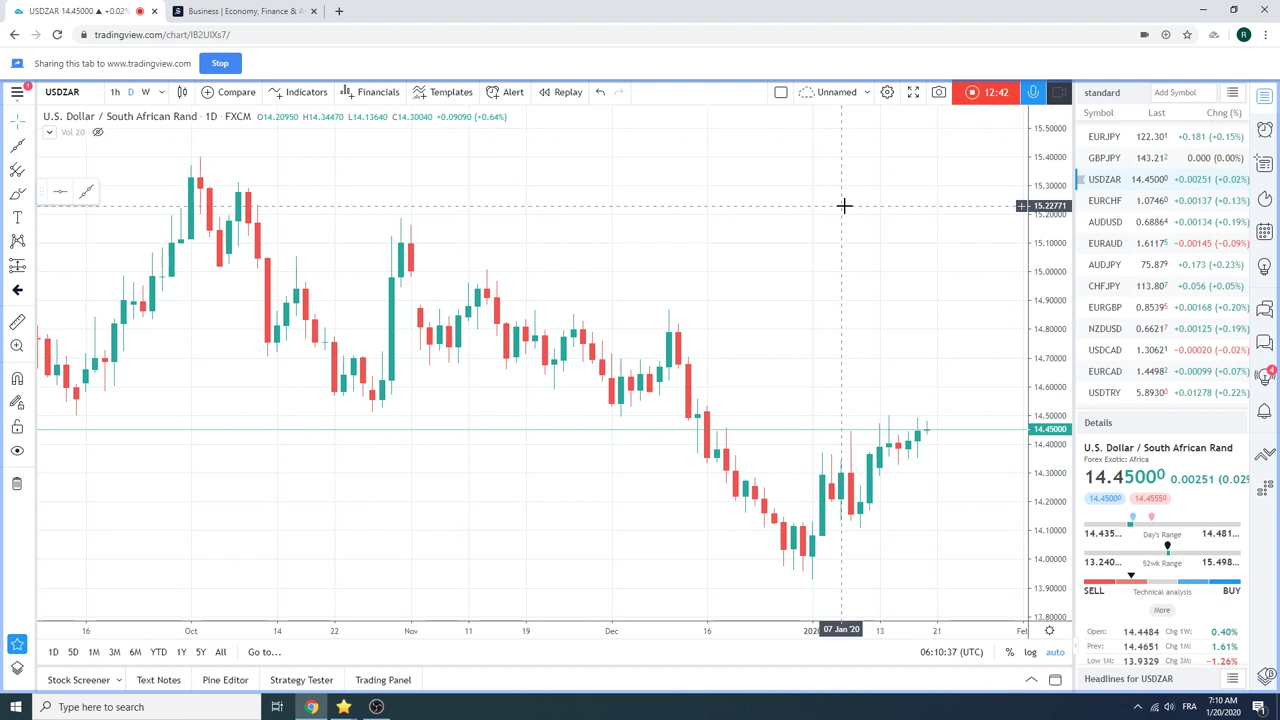 USDZAR 14.45000 ▲ +0.02%
Business | Economy, Finance & A
tradingview.com/chart/IB2UIXs7/
R
Sharing this tab to www.tradingview.com
Stop
USDZAR 1h D W Compare Indicators Financials Templates Alert Replay Unnamed 12:42
U.S. Dollar / South African Rand · 1D · FXCM O14.20950 H14.34470 L14.13640 C14.30040 +0.09090 (+0.64%)
Vol 20
15.50000
15.40000
15.30000
15.22771
15.20000
15.10000
15.00000
14.90000
14.80000
14.70000
14.60000
14.50000
14.45000
14.40000
14.30000
14.20000
14.10000
14.00000
13.90000
13.80000
16 Oct 14 22 Nov 11 19 Dec 16 2020 07 Jan '20 13 21 Fet
1D 5D 1M 3M 6M YTD 1Y 5Y All Go to... 06:10:37 (UTC) % log auto
Stock Screener Text Notes Pine Editor Strategy Tester Trading Panel
standard Add Symbol
Symbol Last Chg (%)
EURJPY 122.301 +0.181 (+0.15%)
GBPJPY 143.212 0.000 (0.00%)
USDZAR 14.45000 +0.00251 (+0.02%)
EURCHF 1.07460 +0.00137 (+0.13%)
AUDUSD 0.68864 +0.00134 (+0.19%)
EURAUD 1.61175 −0.00145 (−0.09%)
AUDJPY 75.879 +0.173 (+0.23%)
CHFJPY 113.807 +0.056 (+0.05%)
EURGBP 0.85395 +0.00168 (+0.20%)
NZDUSD 0.66217 +0.00125 (+0.19%)
USDCAD 1.30621 −0.00020 (−0.02%)
EURCAD 1.44982 +0.00099 (+0.07%)
USDTRY 5.89300 +0.01278 (+0.22%)
Details
U.S. Dollar / South African Rand
Forex Exotic: Africa
14.45000 0.00251 (0.02%
14.45000 14.45550
14.435... Day's Range 14.481...
13.240... 52wk Range 15.498...
SELL Technical analysis BUY
More
Open: 14.4484 Chg 1W: 0.40%
Prev: 14.4651 Chg 1M: 1.61%
Low 1M: 13.9329 Chg 3M: −1.26%
Headlines for USDZAR
1
4
Type here to search
FRA
7:10 AM
1/20/2020
1